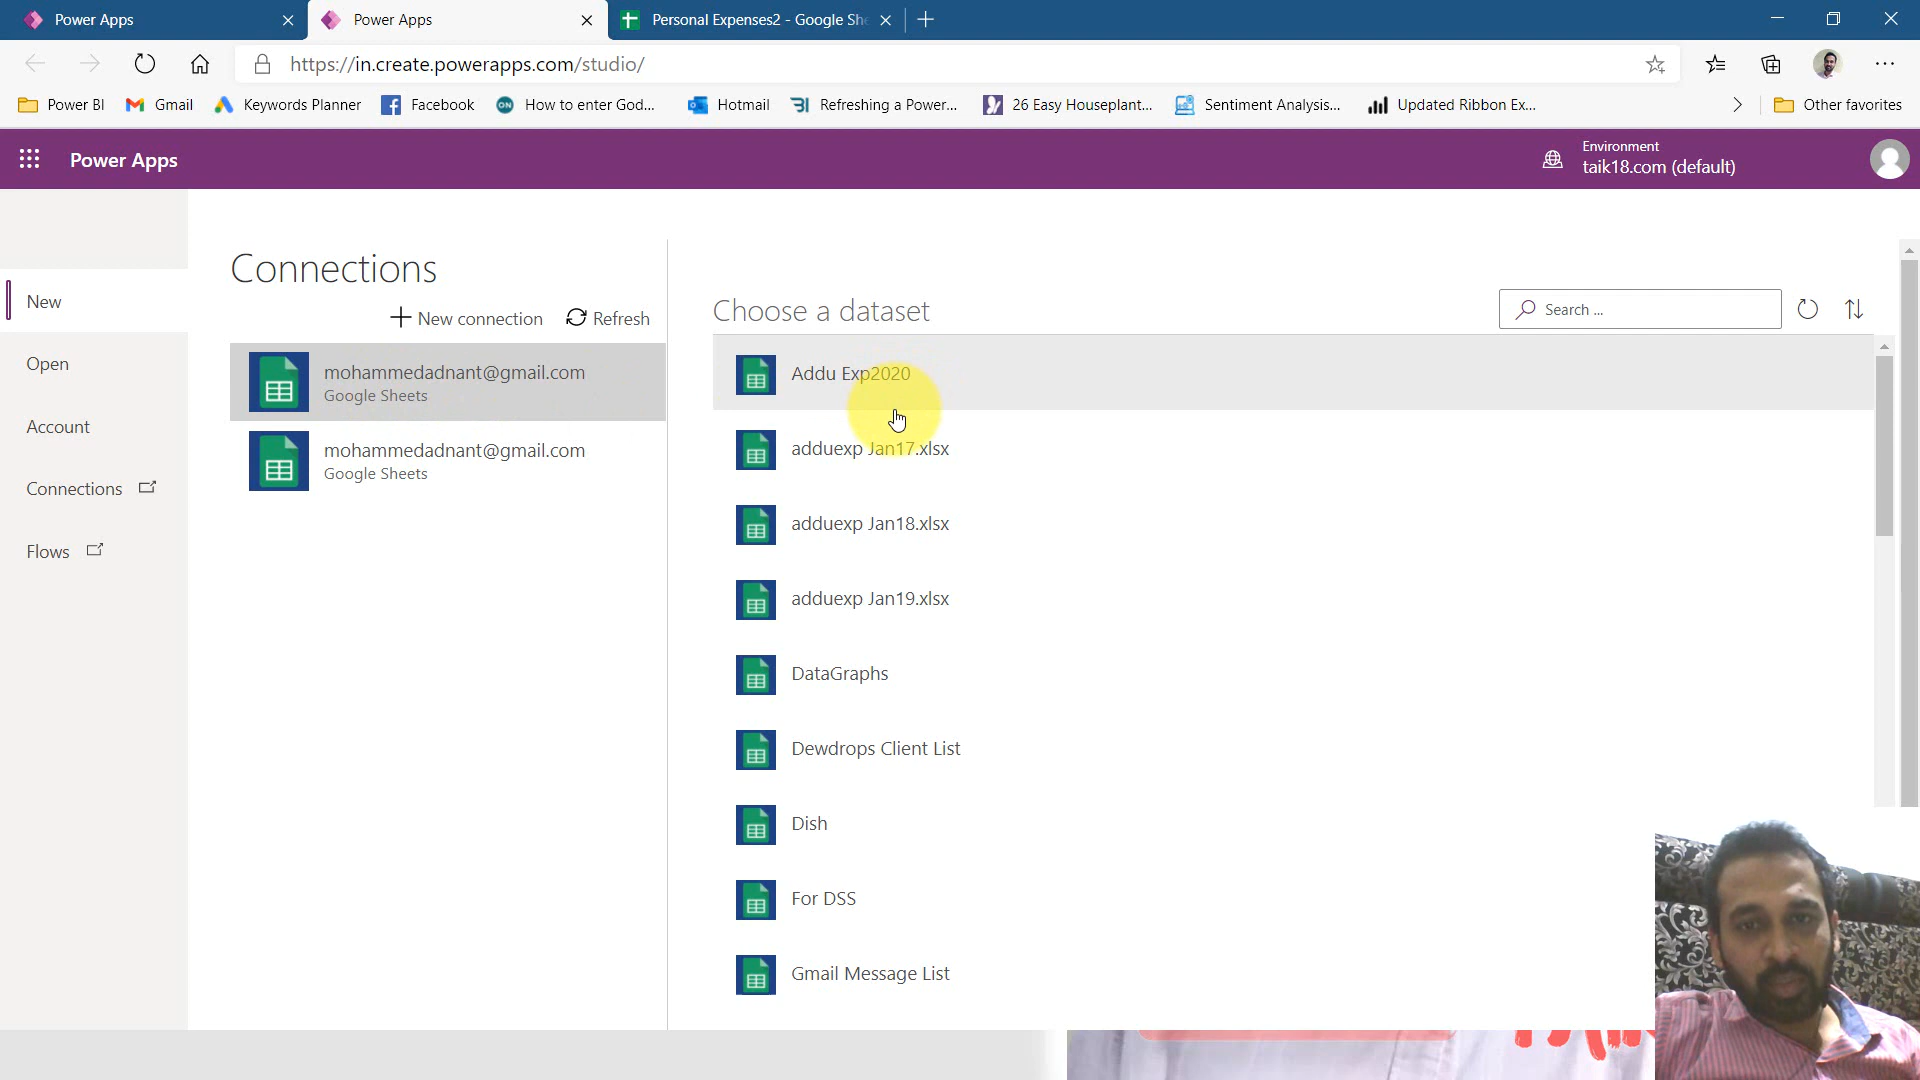 Power Apps
Power Apps
Personal Expenses2 - Google She
https://in.create.powerapps.com/studio/
Power BI
Gmail
Keywords Planner
Facebook
How to enter God...
Hotmail
Refreshing a Power...
26 Easy Houseplant...
Sentiment Analysis...
Updated Ribbon Ex...
Other favorites
Power Apps
Environment
taik18.com (default)
New
Open
Account
Connections
Flows
Connections
New connection
Refresh
mohammedadnant@gmail.com
Google Sheets
mohammedadnant@gmail.com
Google Sheets
Choose a dataset
Search ...
Addu Exp2020
adduexp Jan17.xlsx
adduexp Jan18.xlsx
adduexp Jan19.xlsx
DataGraphs
Dewdrops Client List
Dish
For DSS
Gmail Message List